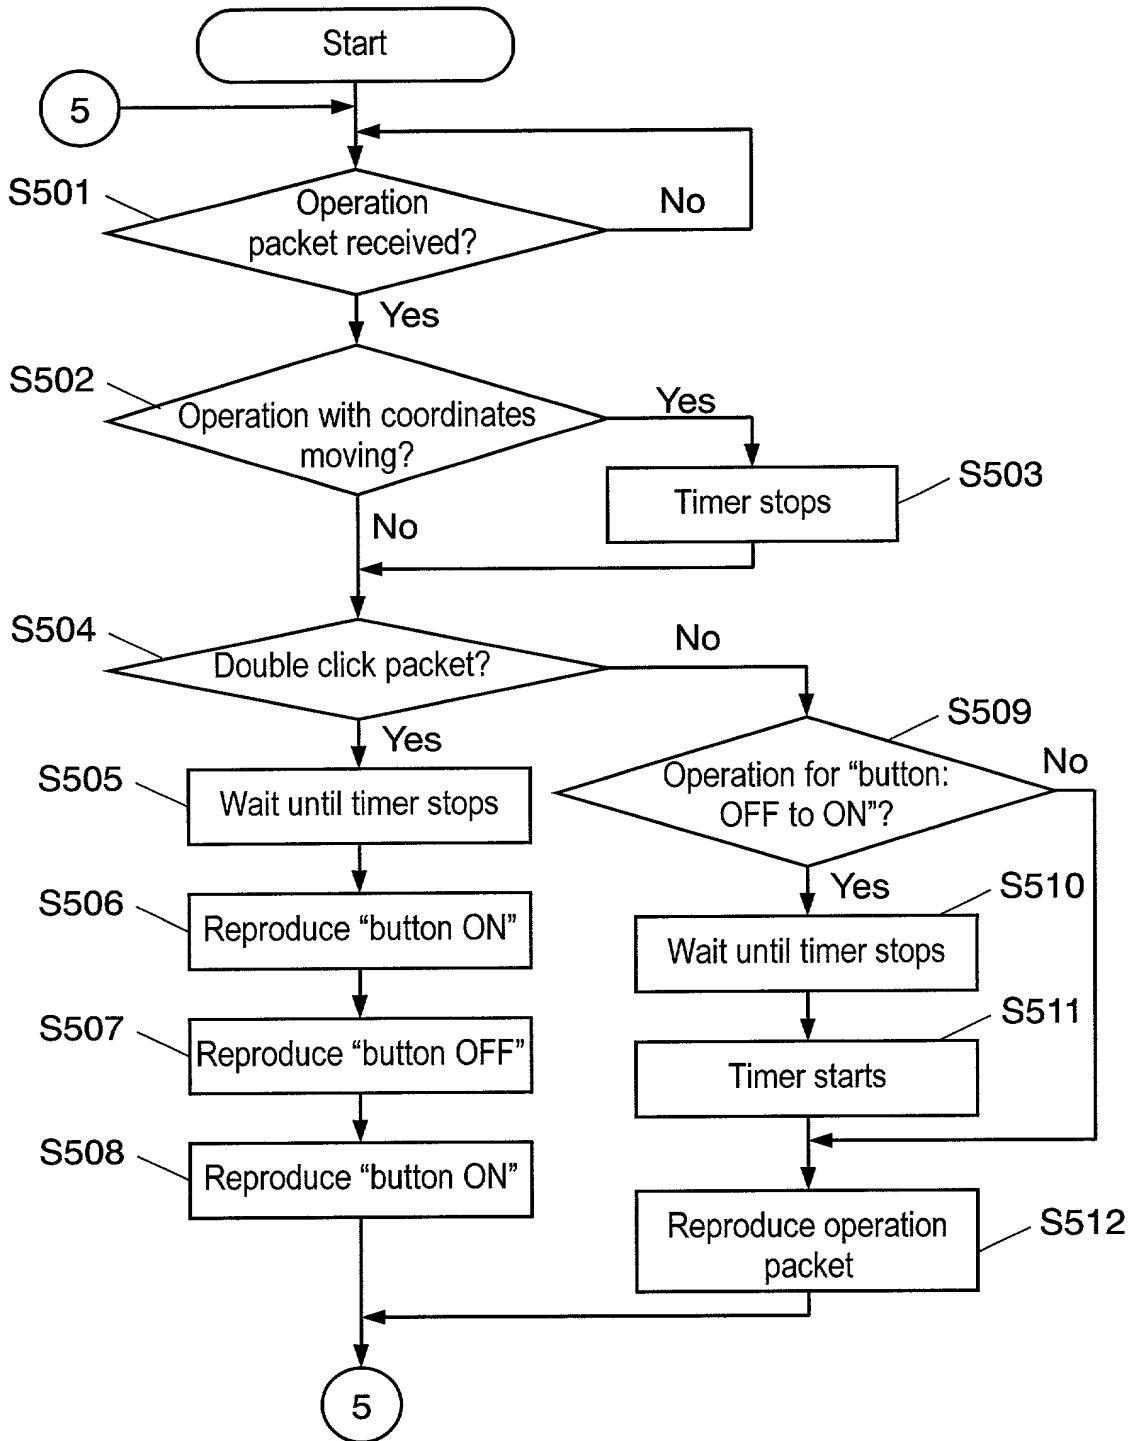 Start
5
S501
Operation
packet received?
No
Yes
S502
Operation with coordinates
moving?
Yes
S503
Timer stops
No
S504
Double click packet?
No
Yes
S509
Operation for “button:
OFF to ON”?
No
S505
Wait until timer stops
Yes
S510
Wait until timer stops
S506
Reproduce “button ON”
S511
Timer starts
S507
Reproduce “button OFF”
S508
Reproduce “button ON”
Reproduce operation
packet
S512
5